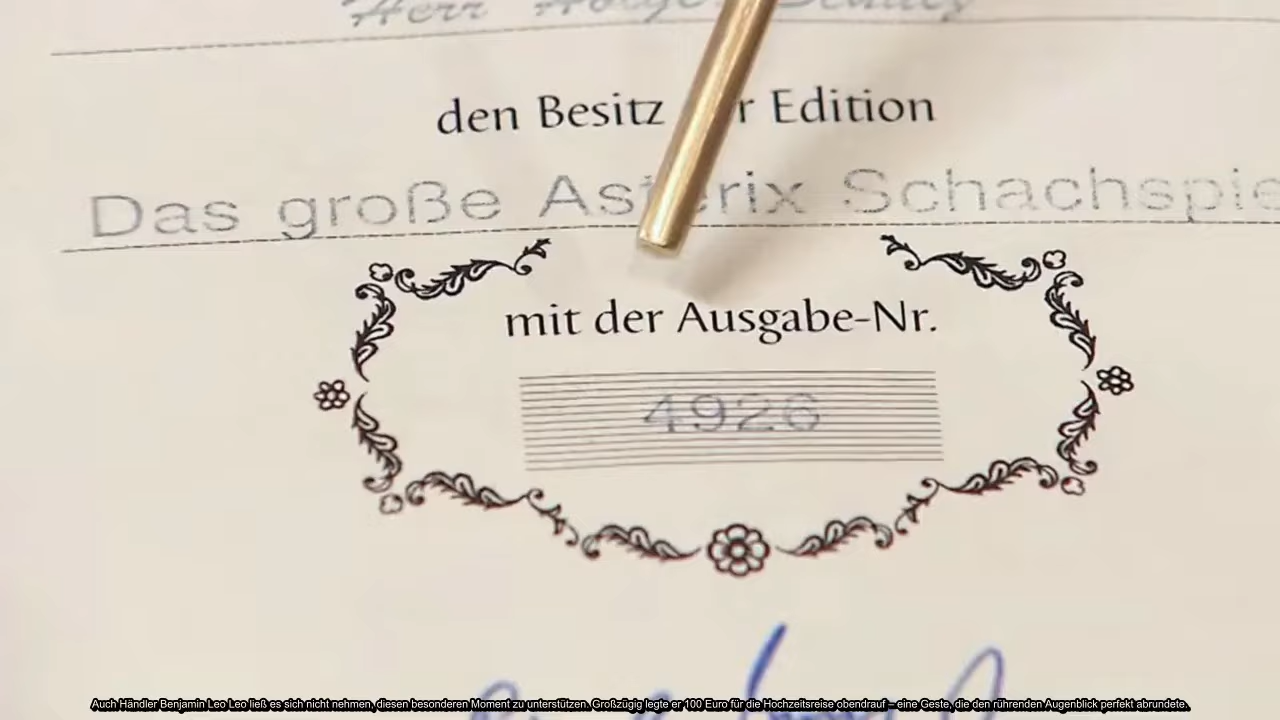 Herr
den Besitz r Edition
Das große Asterix Schachspie
mit der Ausgabe-Nr.
4926
Auch Händler Benjamin Leo Leo ließ es sich nicht nehmen, diesen besonderen Moment zu unterstützen. Großzügig legte er 100 Euro für die Hochzeitsreise obendrauf – eine Geste, die den rührenden Augenblick perfekt abrundete.